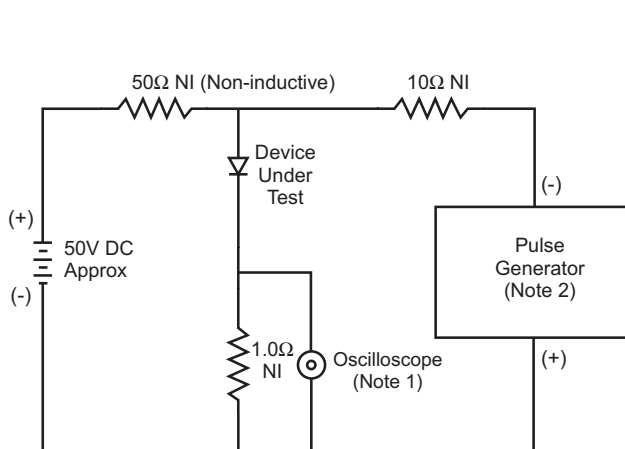 50Ω NI (Non-inductive)
10Ω NI
Device
Under
Test
(-)
(+)
50V DC
Approx
(-)
Pulse
Generator
(Note 2)
1.0Ω
NI
Oscilloscope
(Note 1)
(+)